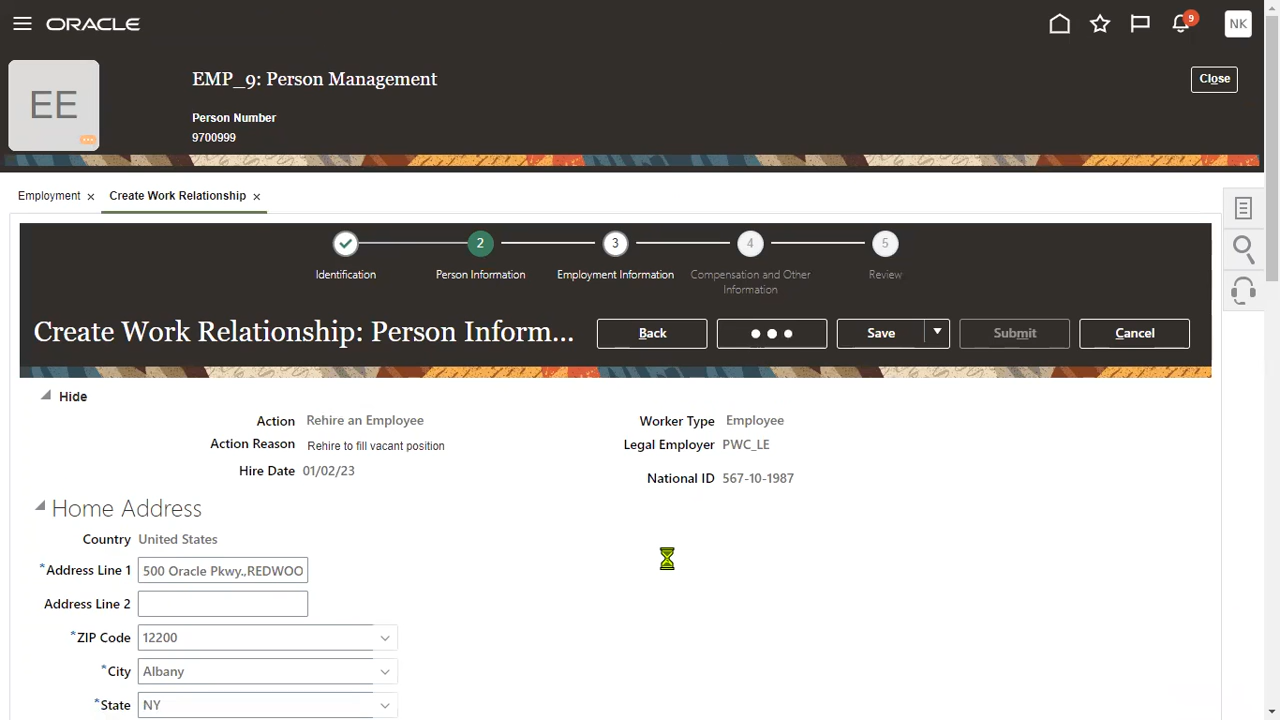 ORACLE
9
NK
EE
EMP_9: Person Management
Close
Person Number
9700999
Employment
Create Work Relationship
2
3
4
5
Identification
Person Information
Employment Information
Compensation and Other
Information
Review
Create Work Relationship: Person Inform...
Back
Save
Submit
Cancel
Hide
Action Rehire an Employee
Worker Type Employee
Action Reason Rehire to fill vacant position
Legal Employer PWC_LE
Hire Date 01/02/23
National ID 567-10-1987
Home Address
Country United States
*Address Line 1 500 Oracle Pkwy.,REDWOO
Address Line 2
*ZIP Code 12200
*City Albany
*State NY